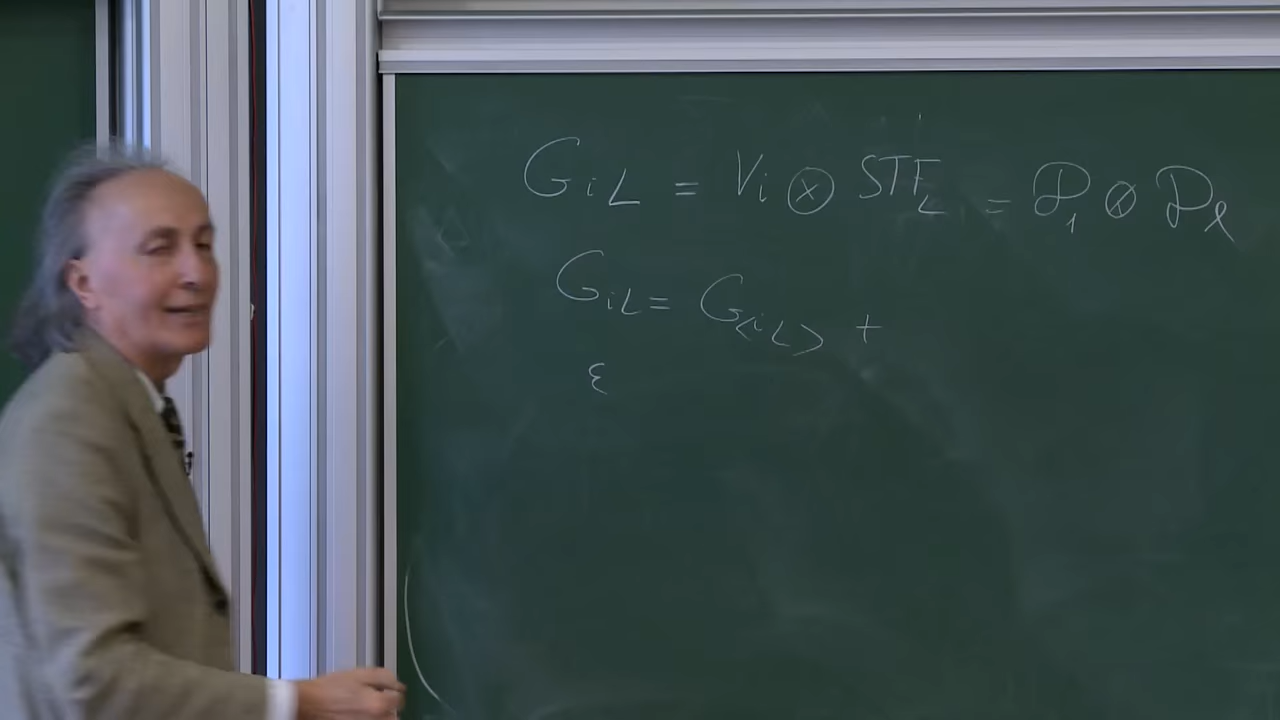 G_{iL} = V_i ⊗ STF_L = D_1 ⊗ D_ℓ
G_{iL} = G_{<iL>} +
ε